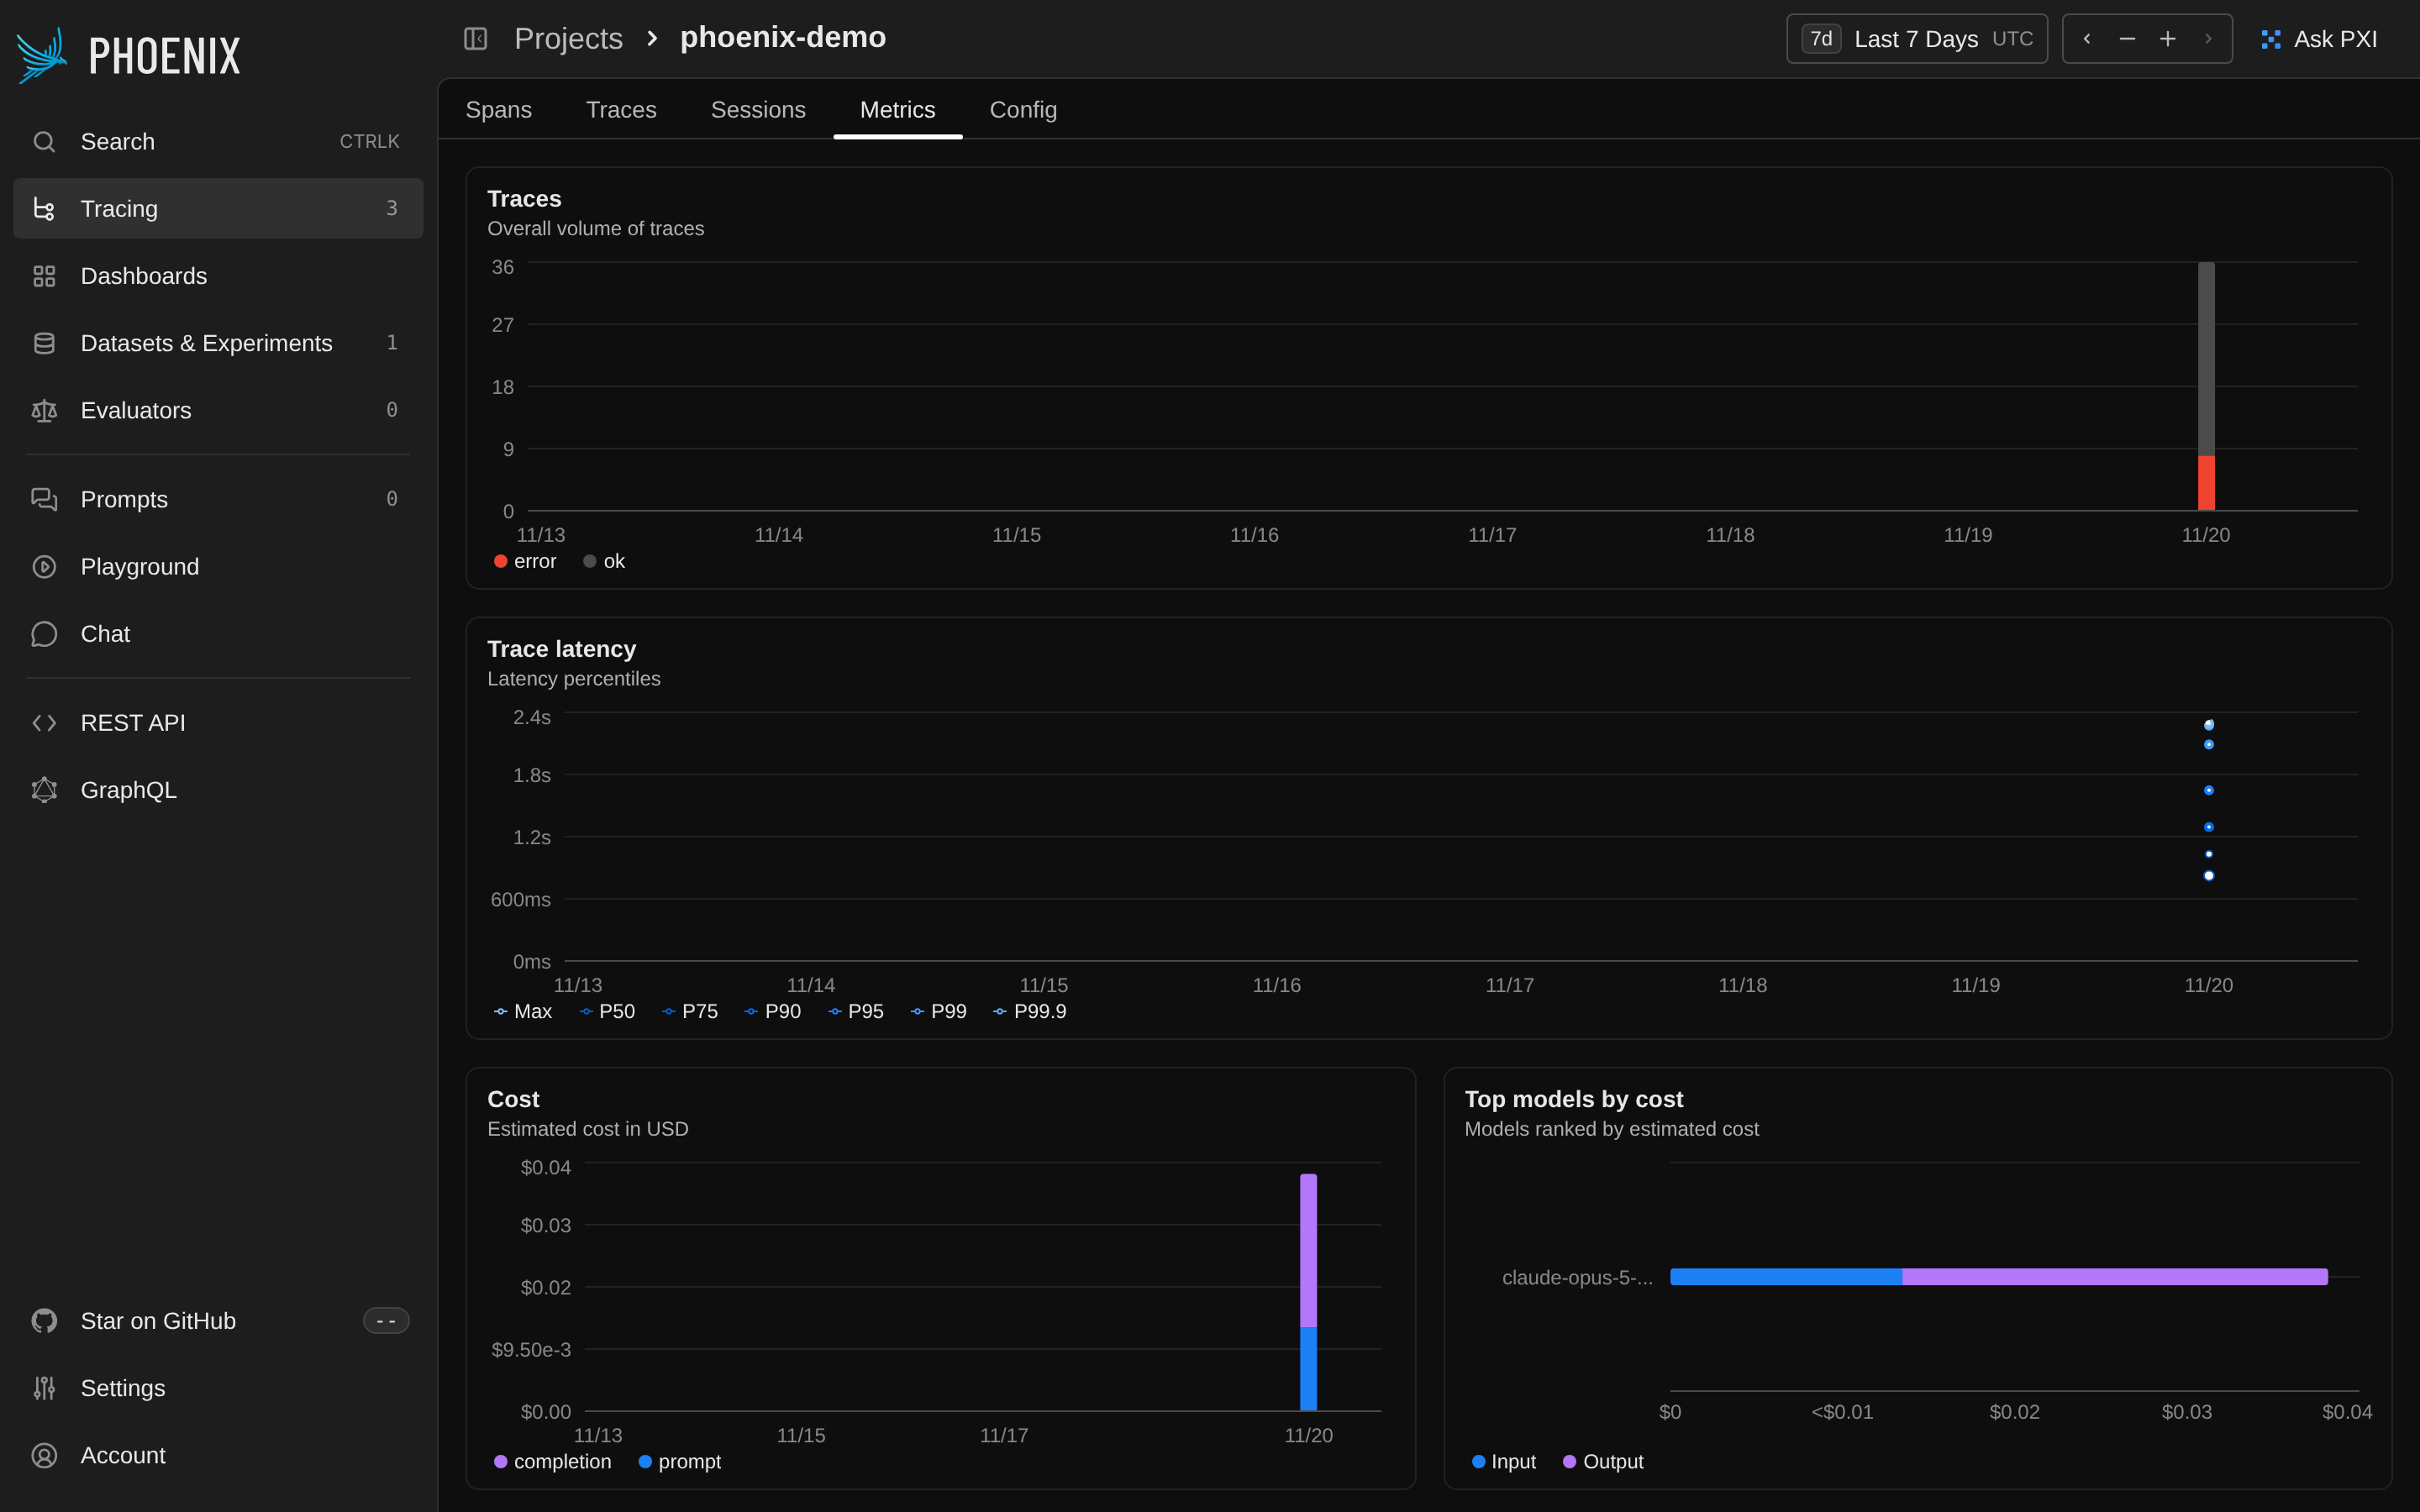 PHOENIX
Search CTRLK
Tracing 3
Dashboards
Datasets & Experiments 1
Evaluators 0
Prompts 0
Playground
Chat
REST API
GraphQL
Star on GitHub --
Settings
Account
Projects phoenix-demo
7d Last 7 Days UTC
Ask PXI
Spans Traces Sessions Metrics Config
Traces
Overall volume of traces
36
27
18
9
0
11/13 11/14 11/15 11/16 11/17 11/18 11/19 11/20
error ok
Trace latency
Latency percentiles
2.4s
1.8s
1.2s
600ms
0ms
11/13 11/14 11/15 11/16 11/17 11/18 11/19 11/20
Max P50 P75 P90 P95 P99 P99.9
Cost
Estimated cost in USD
$0.04
$0.03
$0.02
$9.50e-3
$0.00
11/13 11/15 11/17 11/20
completion prompt
Top models by cost
Models ranked by estimated cost
claude-opus-5-...
$0 <$0.01 $0.02 $0.03 $0.04
Input Output